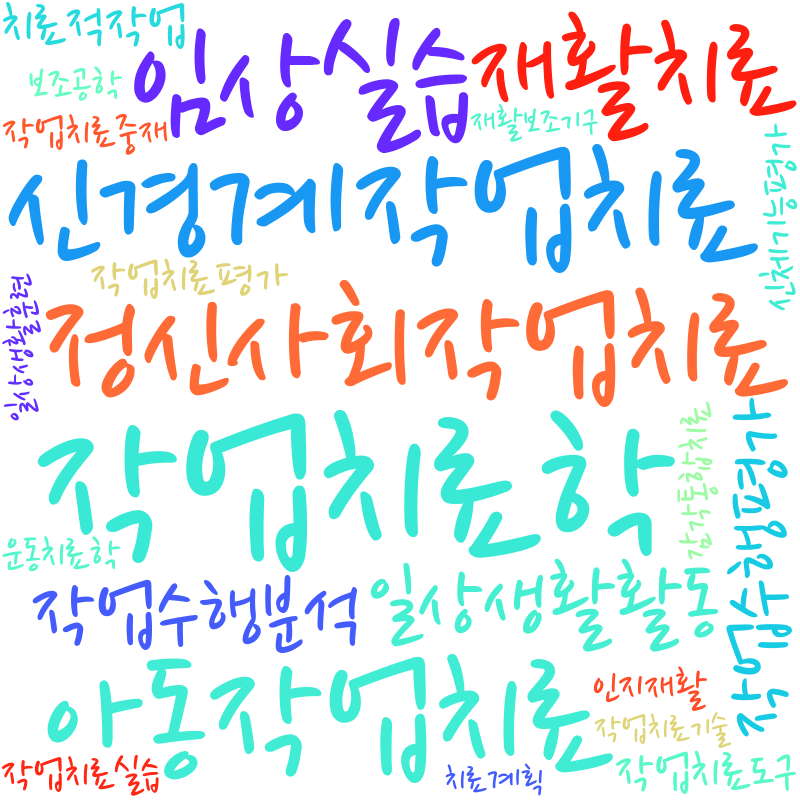 치료적작업
임상실습
재활치료
보조공학
작업치료중재
재활보조기구
신경계작업치료
신체기능평가
작업치료평가
일상생활훈련
정신사회작업치료
작업치료학
감각통합치료
작업수행평가
운동치료학
작업수행분석
일상생활활동
아동작업치료
인지재활
작업치료기술
작업치료실습
치료계획
작업치료도구